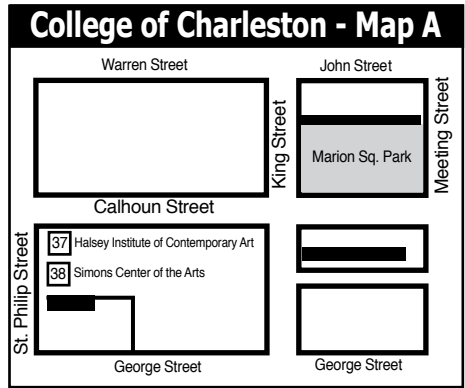 College of Charleston - Map A
Warren Street
John Street
King Street
Meeting Street
Marion Sq. Park
Calhoun Street
St. Philip Street
37 Halsey Institute of Contemporary Art
38 Simons Center of the Arts
George Street
George Street